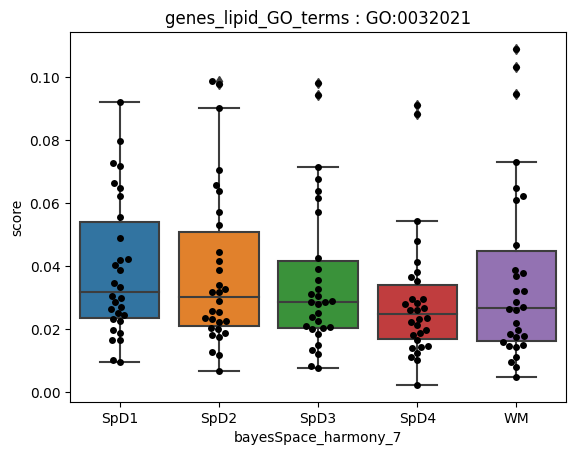 genes_lipid_GO_terms : GO:0032021
score
0.10
0.08
0.06
0.04
0.02
0.00
SpD1 SpD2 SpD3 SpD4 WM
bayesSpace_harmony_7